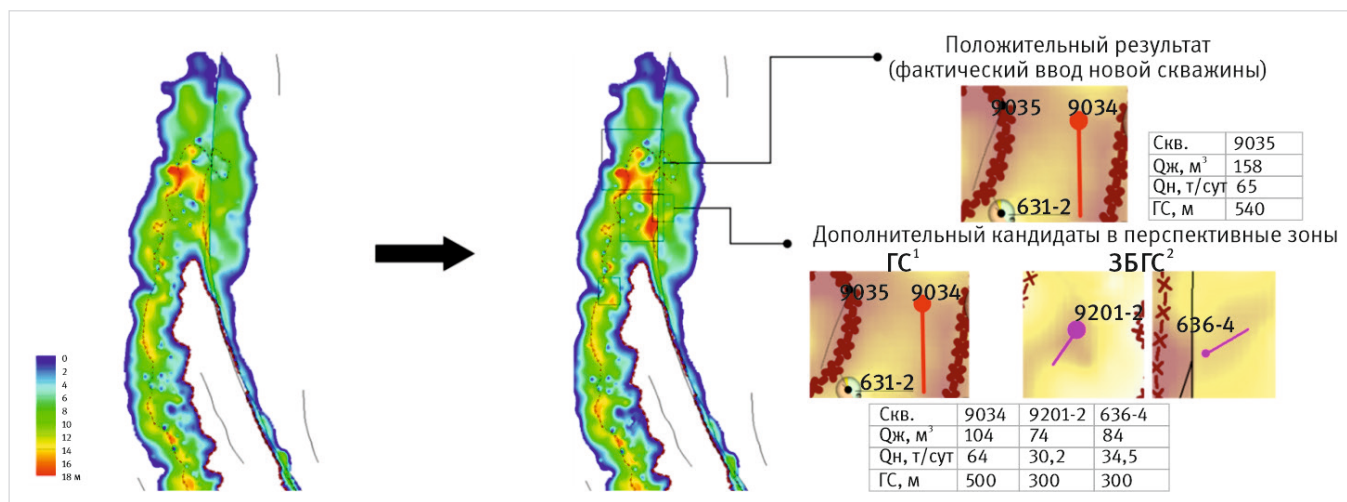 Положительный результат
(фактический ввод новой скважины)
9035 9034
631-2
Скв. 9035
Qж, м³ 158
Qн, т/сут 65
ГС, м 540
Дополнительный кандидаты в перспективные зоны
ГС¹ ЗБГС²
9035 9034
631-2
9201-2
636-4
Скв. 9034 9201-2 636-4
Qж, м³ 104 74 84
Qн, т/сут 64 30,2 34,5
ГС, м 500 300 300
0
2
4
6
8
10
12
14
16
18 м